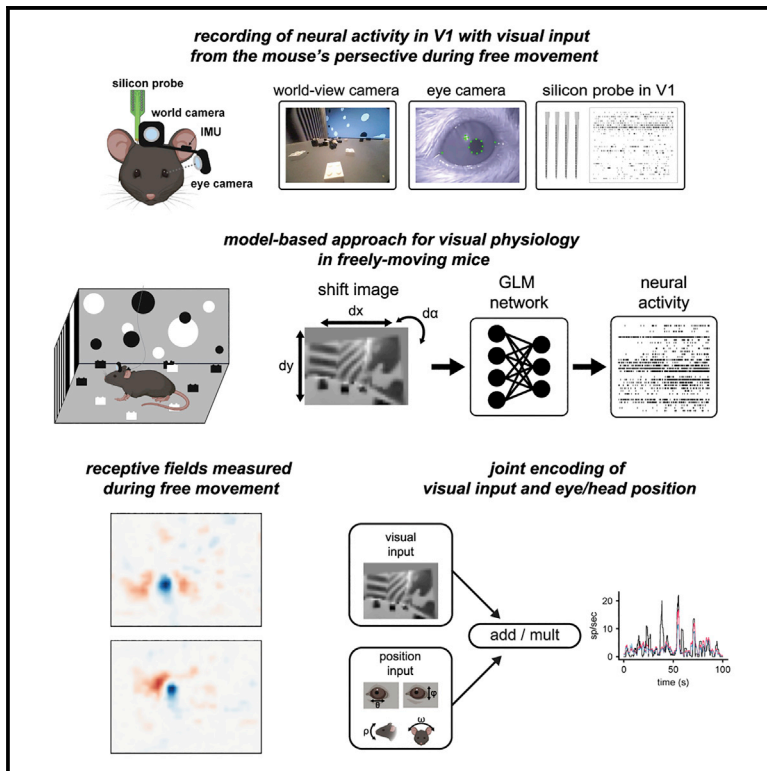 recording of neural activity in V1 with visual input
from the mouse's persective during free movement
silicon probe
world camera
IMU
eye camera
world-view camera
eye camera
silicon probe in V1
model-based approach for visual physiology
in freely-moving mice
shift image
dx
dα
dy
GLM
network
neural
activity
receptive fields measured
during free movement
joint encoding of
visual input and eye/head position
visual
input
position
input
θ
φ
ρ
ω
add / mult
sp/sec
20
10
0
0
50
100
time (s)